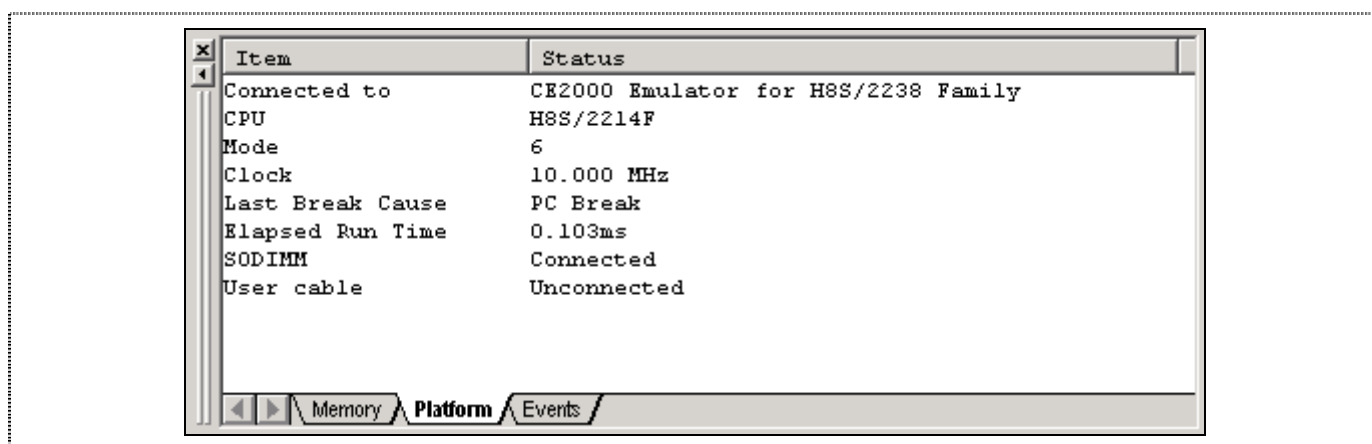 Item Status
Connected to CE2000 Emulator for H8S/2238 Family
CPU H8S/2214F
Mode 6
Clock 10.000 MHz
Last Break Cause PC Break
Elapsed Run Time 0.103ms
SODIMM Connected
User cable Unconnected
Memory Platform Events